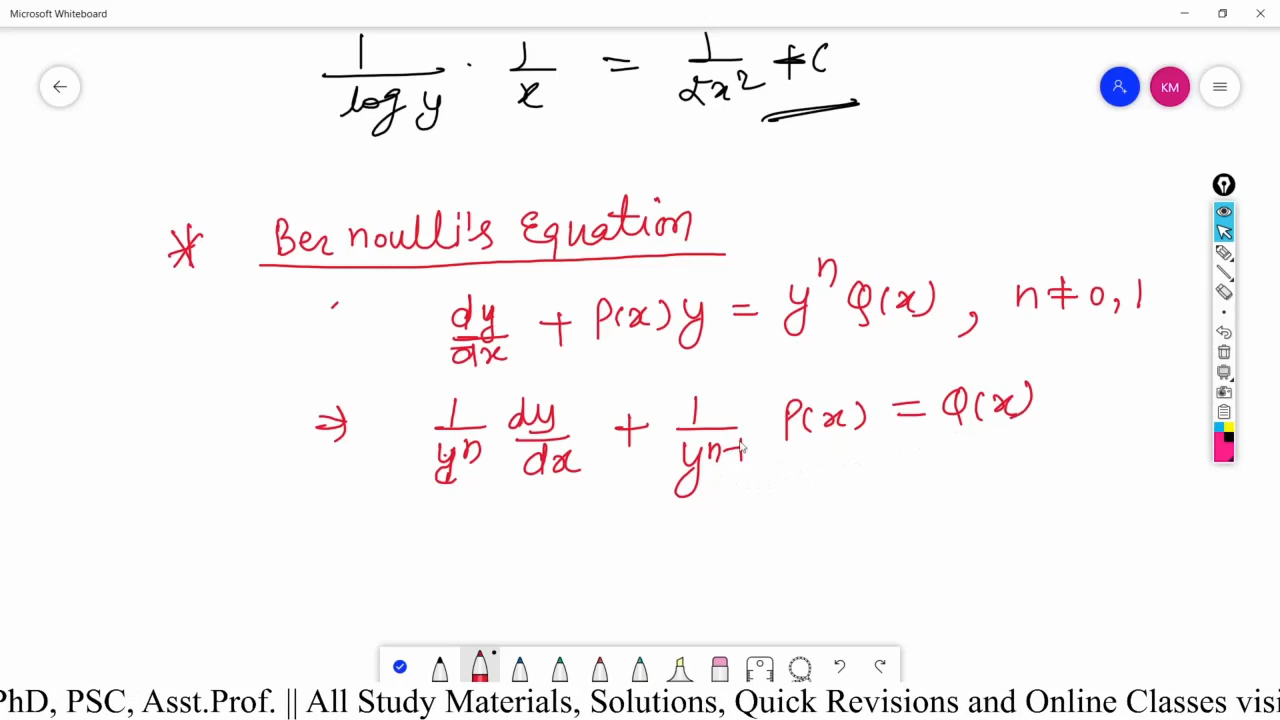 Microsoft Whiteboard
1/log y · 1/x = 1/2x² + C
KM
* Bernoulli's Equation
dy/dx + P(x) y = yⁿ Q(x), n ≠ 0, 1
⇒ 1/yⁿ dy/dx + 1/yⁿ⁻¹ P(x) = Q(x)
PhD, PSC, Asst.Prof. || All Study Materials, Solutions, Quick Revisions and Online Classes visi